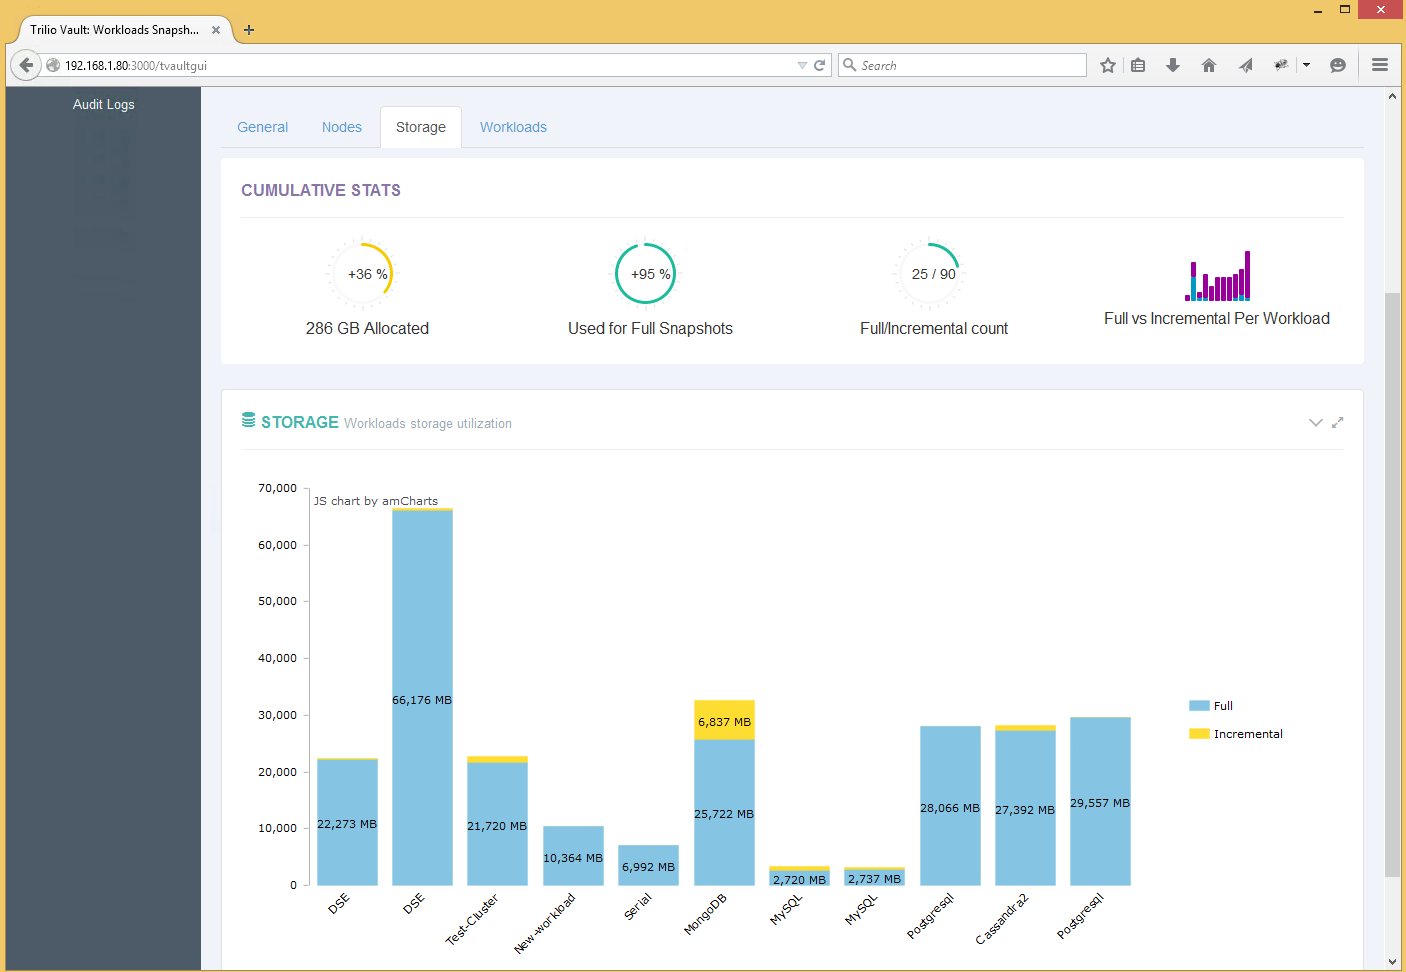 Trilio Vault: Workloads Snapsh...
192.168.1.80:3000/tvaultgui
Search
Audit Logs
General
Nodes
Storage
Workloads
CUMULATIVE STATS
+36 %
+95 %
25 / 90
286 GB Allocated
Used for Full Snapshots
Full/Incremental count
Full vs Incremental Per Workload
STORAGE Workloads storage utilization
70,000
JS chart by amCharts
60,000
50,000
40,000
66,176 MB
30,000
6,837 MB
Full
Incremental
20,000
22,273 MB
21,720 MB
25,722 MB
28,066 MB
27,392 MB
29,557 MB
10,000
10,364 MB
6,992 MB
2,720 MB
2,737 MB
0
DSE
DSE
Test-Cluster
New-workload
Serial
MongoDB
MySQL
MySQL
Postgresql
Cassandra2
Postgresql